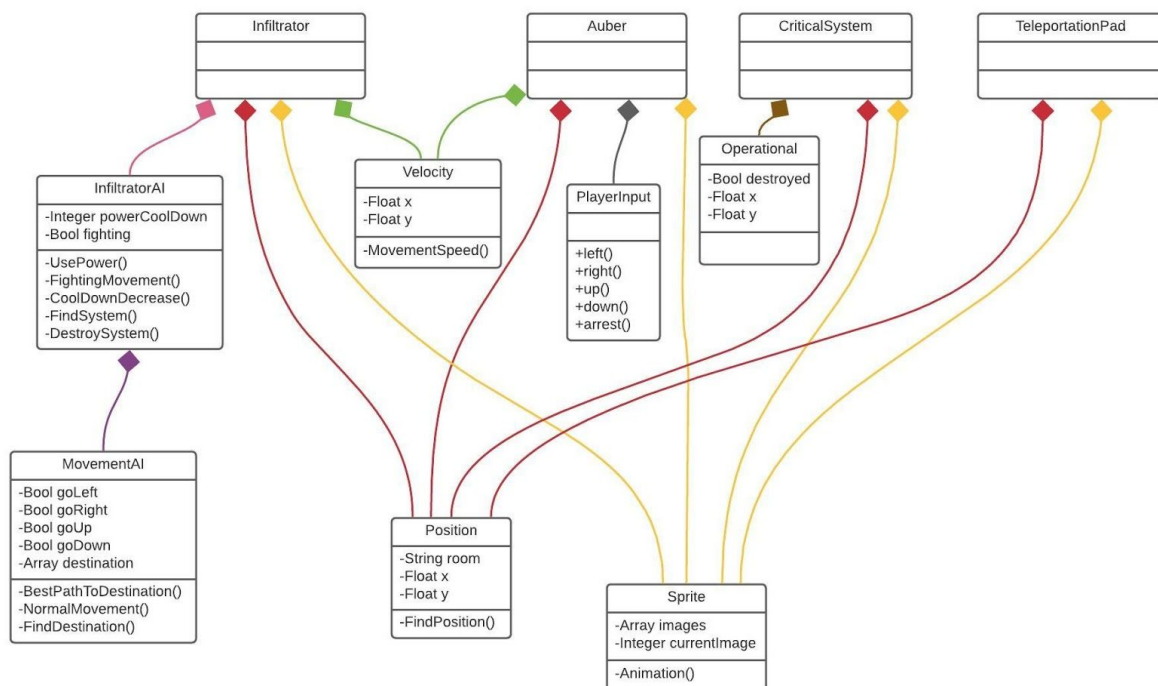 Infiltrator
Auber
CriticalSystem
TeleportationPad
InfiltratorAI
-Integer powerCoolDown
-Bool fighting
-UsePower()
-FightingMovement()
-CoolDownDecrease()
-FindSystem()
-DestroySystem()
Velocity
-Float x
-Float y
-MovementSpeed()
PlayerInput
+left()
+right()
+up()
+down()
+arrest()
Operational
-Bool destroyed
-Float x
-Float y
MovementAI
-Bool goLeft
-Bool goRight
-Bool goUp
-Bool goDown
-Array destination
-BestPathToDestination()
-NormalMovement()
-FindDestination()
Position
-String room
-Float x
-Float y
-FindPosition()
Sprite
-Array images
-Integer currentImage
-Animation()